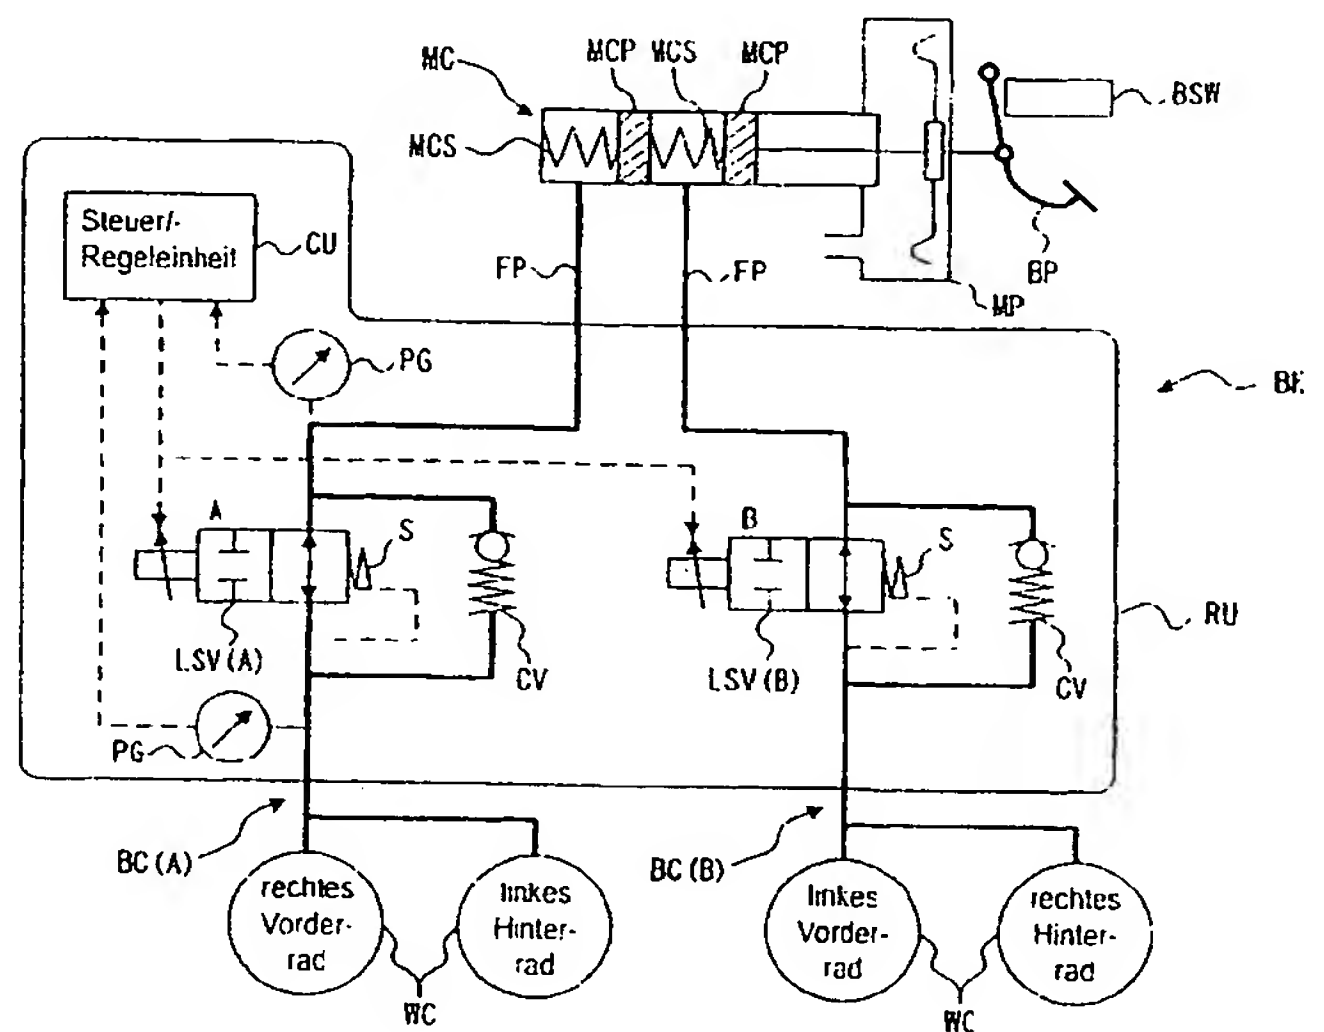 MC
MCP
MCS
MCP
BSW
MCS
Steuer/-
Regeleinheit
CU
FP
FP
BP
MP
PG
BK
A
S
B
S
LSV(A)
CV
LSV(B)
CV
RU
PG
BC(A)
BC(B)
rechtes
Vorder-
rad
linkes
Hinter-
rad
linkes
Vorder-
rad
rechtes
Hinter-
rad
WC
WC